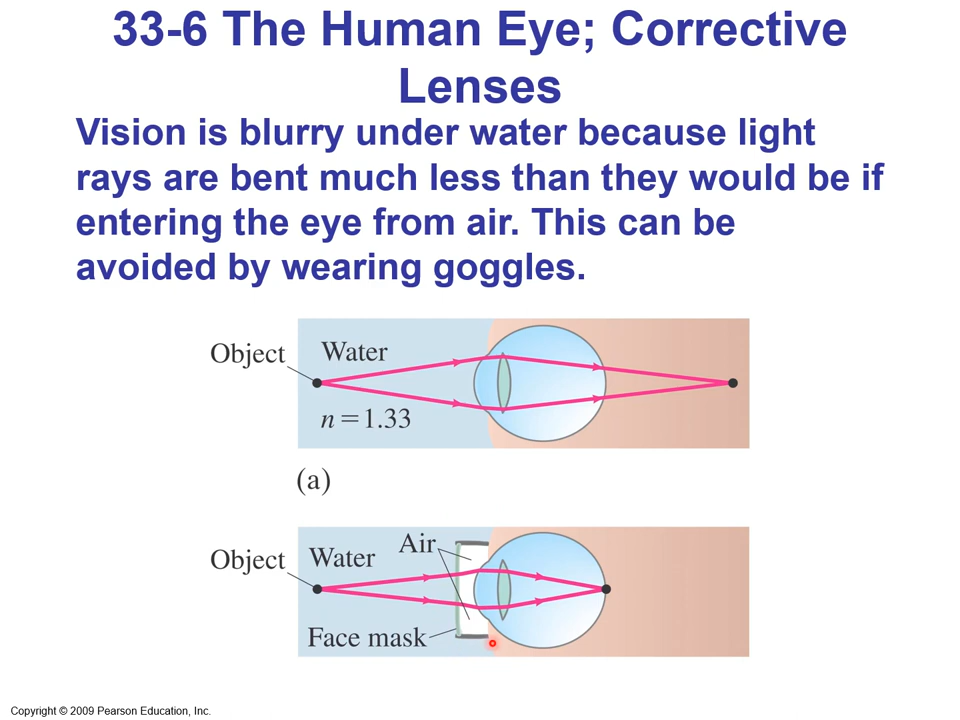 33-6 The Human Eye; Corrective
Lenses
Vision is blurry under water because light
rays are bent much less than they would be if
entering the eye from air. This can be
avoided by wearing goggles.
Object
Water
n = 1.33
(a)
Object
Water
Air
Face mask
Copyright © 2009 Pearson Education, Inc.